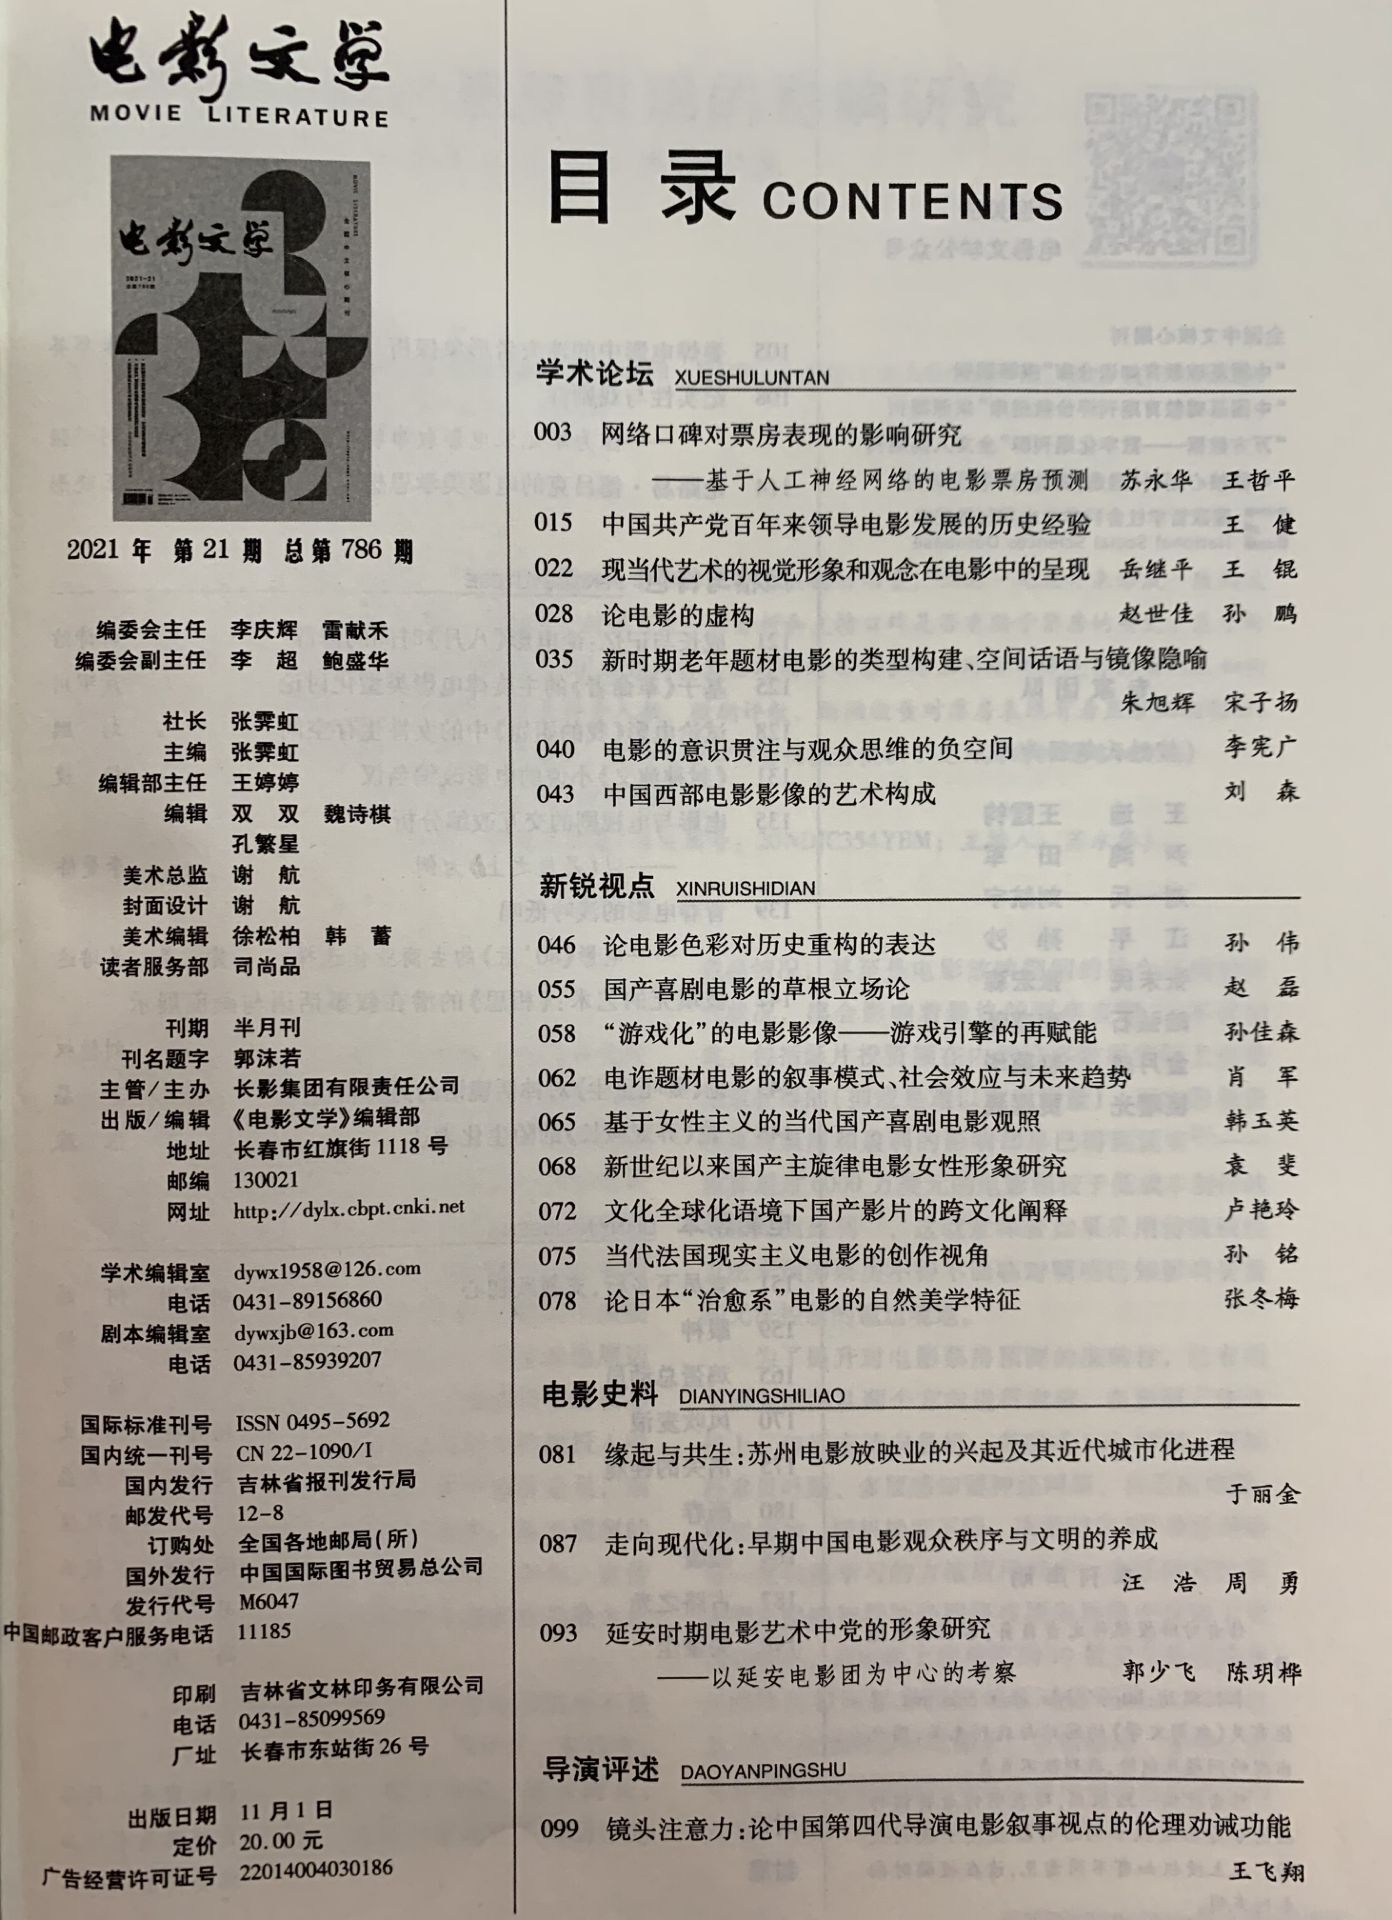 电影文学
MOVIE LITERATURE
电影文学
2021-21
2021 年 第 21 期 总第 786 期
编委会主任 李庆辉 雷献禾
编委会副主任 李 超 鲍盛华
社长 张霁虹
主编 张霁虹
编辑部主任 王婷婷
编辑 双 双 魏诗棋
孔繁星
美术总监 谢 航
封面设计 谢 航
美术编辑 徐松柏 韩 蓄
读者服务部 司尚品
刊期 半月刊
刊名题字 郭沫若
主管/主办 长影集团有限责任公司
出版/编辑 《电影文学》编辑部
地址 长春市红旗街 1118 号
邮编 130021
网址 http://dylx.cbpt.cnki.net
学术编辑室 dywx1958@126.com
电话 0431-89156860
剧本编辑室 dywxjb@163.com
电话 0431-85939207
国际标准刊号 ISSN 0495-5692
国内统一刊号 CN 22-1090/I
国内发行 吉林省报刊发行局
邮发代号 12-8
订购处 全国各地邮局(所)
国外发行 中国国际图书贸易总公司
发行代号 M6047
中国邮政客户服务电话 11185
印刷 吉林省文林印务有限公司
电话 0431-85099569
厂址 长春市东站街 26 号
出版日期 11 月 1 日
定价 20.00 元
广告经营许可证号 22014004030186
目 录 CONTENTS
学术论坛 XUESHULUNTAN
003 网络口碑对票房表现的影响研究
——基于人工神经网络的电影票房预测 苏永华 王哲平
015 中国共产党百年来领导电影发展的历史经验 王 健
022 现当代艺术的视觉形象和观念在电影中的呈现 岳继平 王 锟
028 论电影的虚构 赵世佳 孙 鹏
035 新时期老年题材电影的类型构建、空间话语与镜像隐喻
朱旭辉 宋子扬
040 电影的意识贯注与观众思维的负空间 李宪广
043 中国西部电影影像的艺术构成 刘 森
新锐视点 XINRUISHIDIAN
046 论电影色彩对历史重构的表达 孙 伟
055 国产喜剧电影的草根立场论 赵 磊
058 “游戏化”的电影影像——游戏引擎的再赋能 孙佳森
062 电诈题材电影的叙事模式、社会效应与未来趋势 肖 军
065 基于女性主义的当代国产喜剧电影观照 韩玉英
068 新世纪以来国产主旋律电影女性形象研究 袁 斐
072 文化全球化语境下国产影片的跨文化阐释 卢艳玲
075 当代法国现实主义电影的创作视角 孙 铭
078 论日本“治愈系”电影的自然美学特征 张冬梅
电影史料 DIANYINGSHILIAO
081 缘起与共生:苏州电影放映业的兴起及其近代城市化进程
于丽金
087 走向现代化:早期中国电影观众秩序与文明的养成
汪 浩 周 勇
093 延安时期电影艺术中党的形象研究
——以延安电影团为中心的考察 郭少飞 陈玥桦
导演评述 DAOYANPINGSHU
099 镜头注意力:论中国第四代导演电影叙事视点的伦理劝诫功能
王飞翔